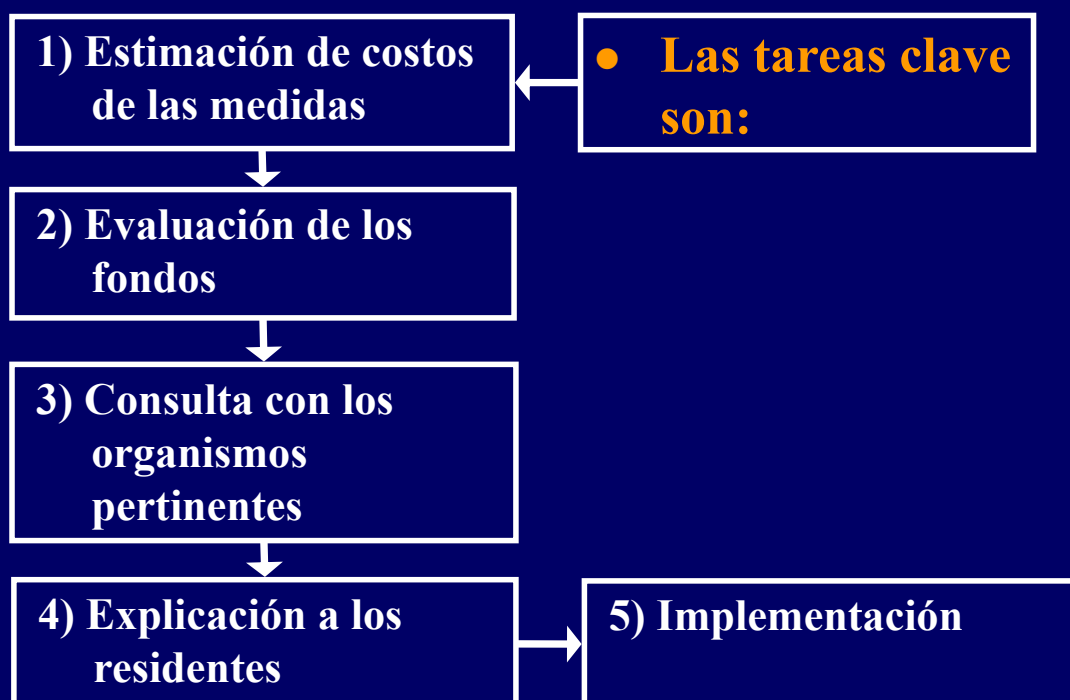 ● Las tareas clave
son:
1) Estimación de costos
de las medidas
2) Evaluación de los
fondos
3) Consulta con los
organismos
pertinentes
4) Explicación a los
residentes
5) Implementación